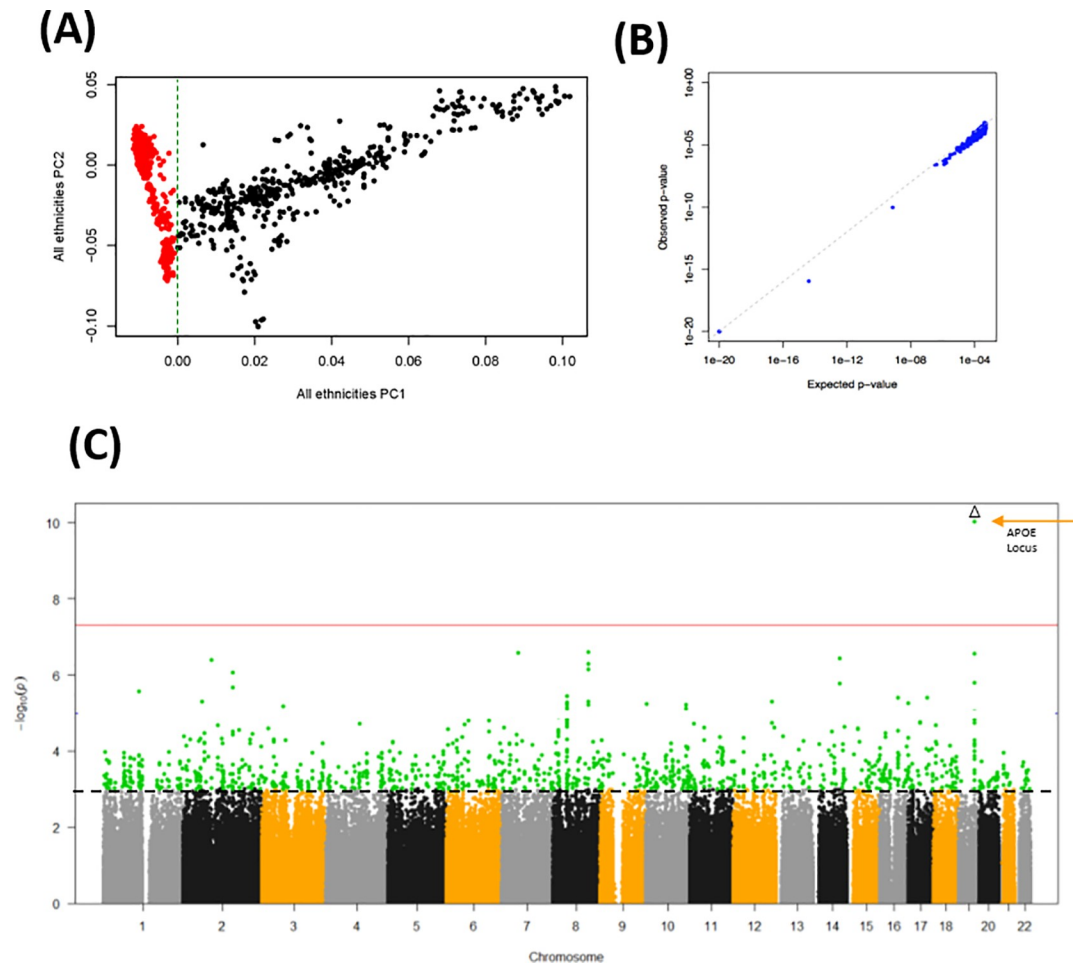 (A)
0.05
0.00
−0.05
−0.10
All ethnicities PC2
0.00 0.02 0.04 0.06 0.08 0.10
All ethnicities PC1
(B)
1e+00
1e−05
1e−10
1e−15
1e−20
Observed p−value
1e−20 1e−16 1e−12 1e−08 1e−04
Expected p−value
(C)
10
8
6
4
2
0
−log10(p)
APOE
Locus
1 2 3 4 5 6 7 8 9 10 11 12 13 14 15 16 17 18 20 22
Chromosome